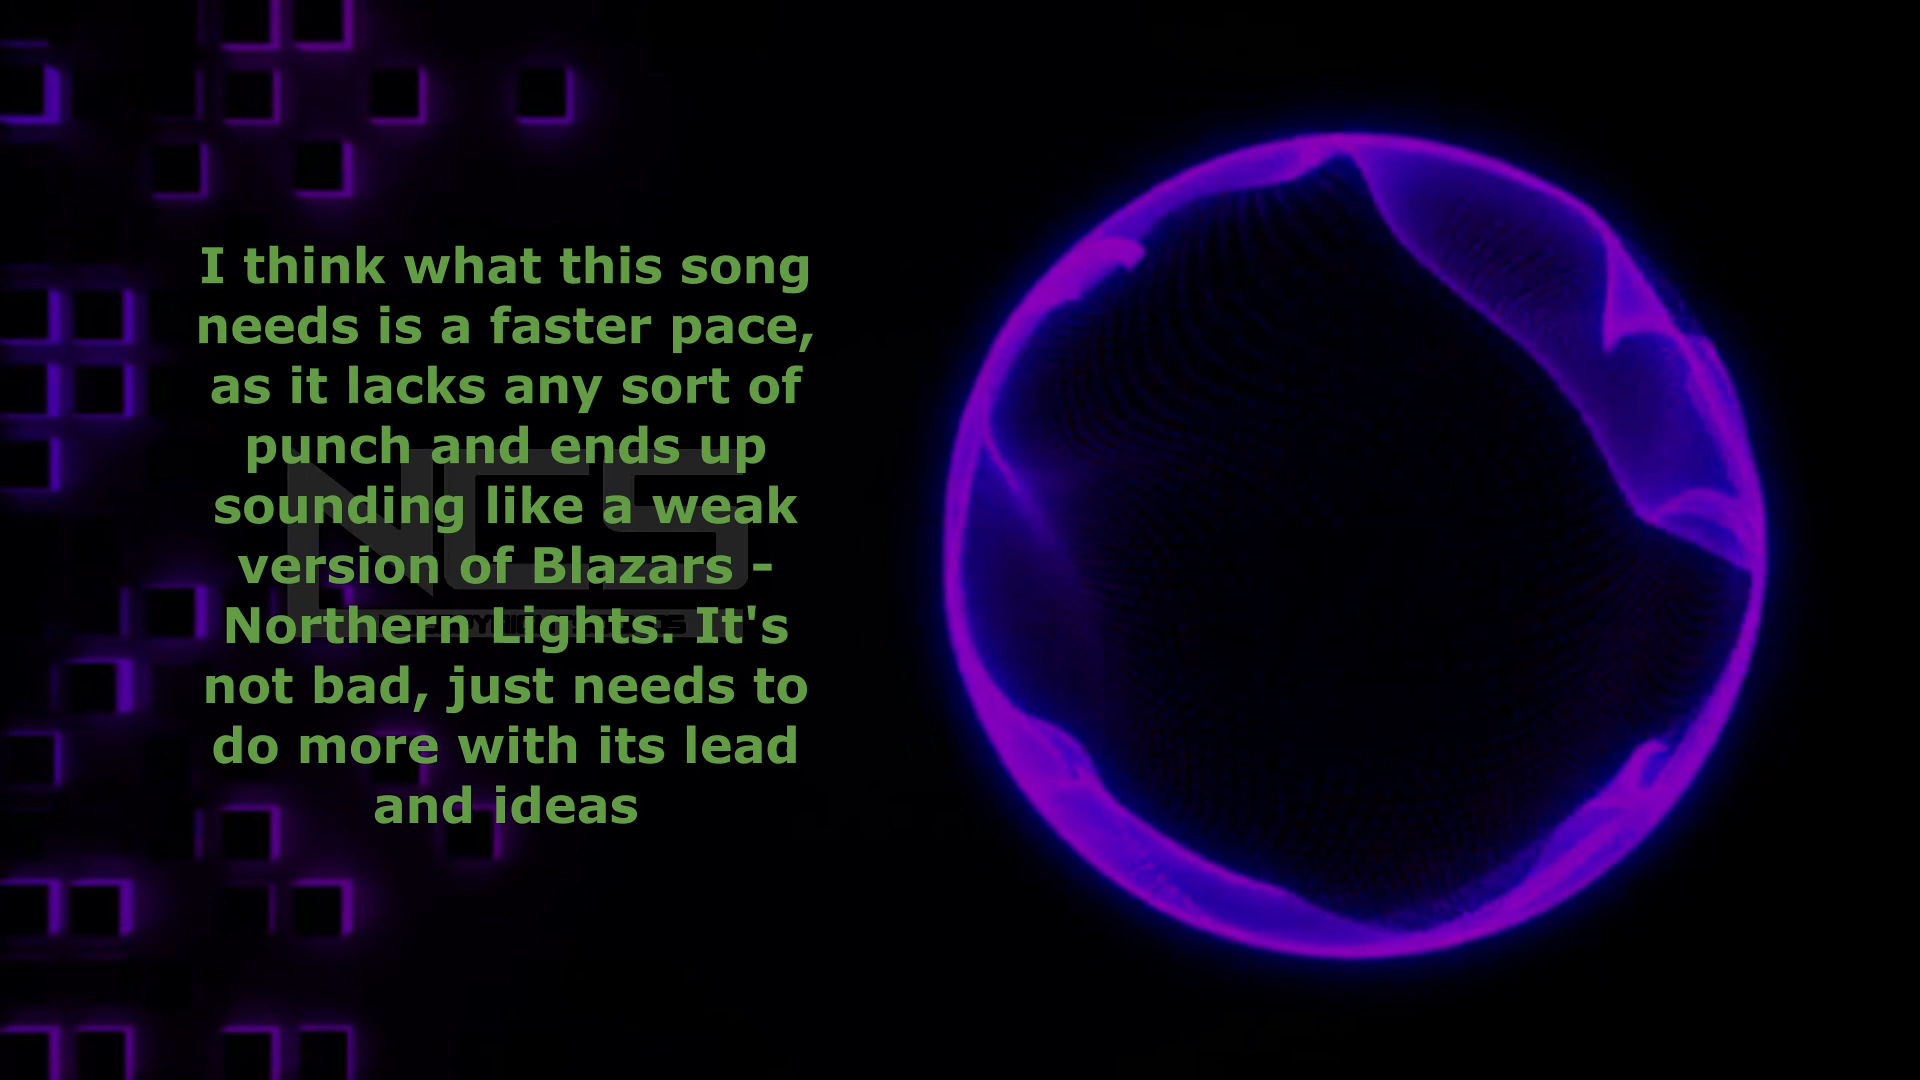 I think what this song
needs is a faster pace,
as it lacks any sort of
punch and ends up
sounding like a weak
version of Blazars -
Northern Lights. It's
not bad, just needs to
do more with its lead
and ideas
NCS